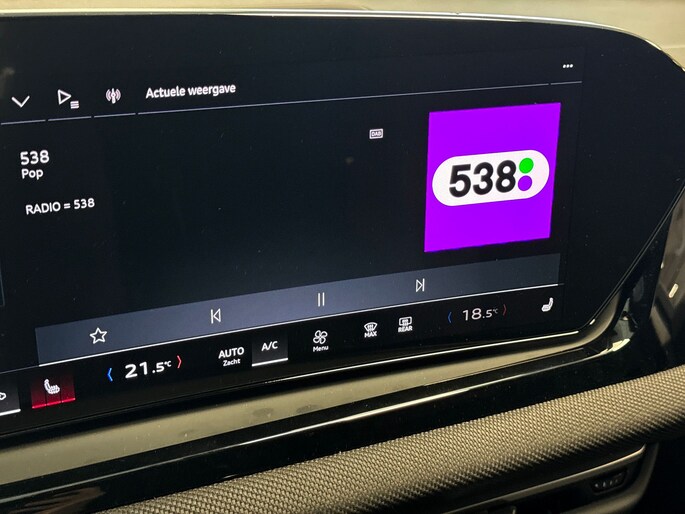 Actuele weergave
538
Pop
DAB
RADIO = 538
538
21.5°C
AUTO
Zacht
A/C
Menu
MAX
REAR
18.5°C